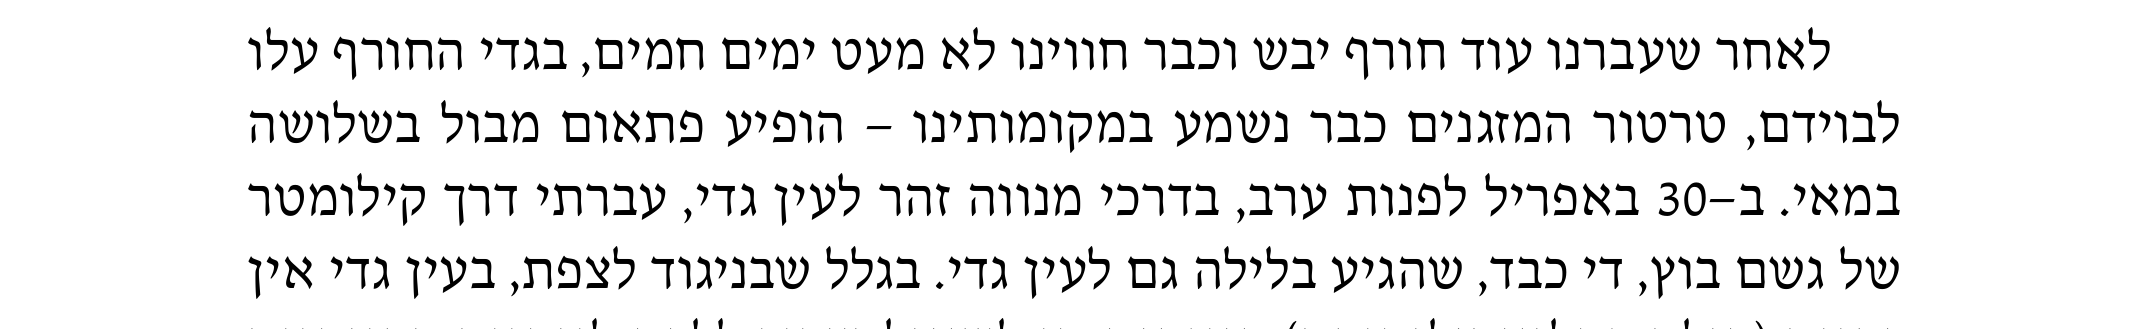 לאחר שעברנו עוד חורף יבש וכבר חווינו לא מעט ימים חמים, בגדי החורף עלו
לבוידם, טרטור המזגנים כבר נשמע במקומותינו – הופיע פתאום מבול בשלושה
במאי. ב–30 באפריל לפנות ערב, בדרכי מנווה זהר לעין גדי, עברתי דרך קילומטר
של גשם בוץ, די כבד, שהגיע בלילה גם לעין גדי. בגלל שבניגוד לצפת, בעין גדי אין